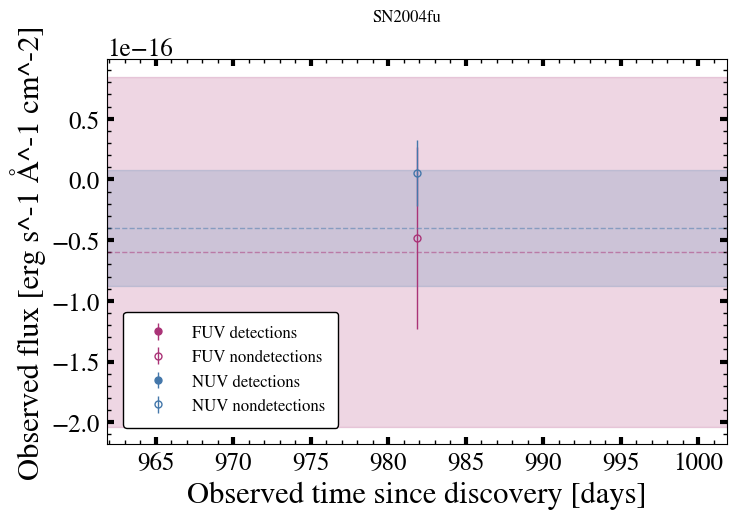 SN2004fu
1e−16
Observed flux [erg s^-1 Å^-1 cm^-2]
0.5
0.0
−0.5
−1.0
−1.5
−2.0
FUV detections
FUV nondetections
NUV detections
NUV nondetections
965 970 975 980 985 990 995 1000
Observed time since discovery [days]